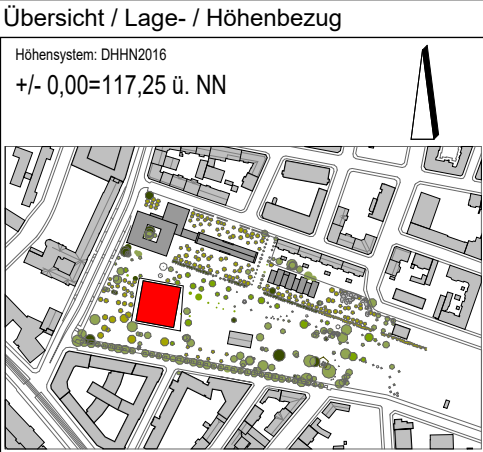 Übersicht / Lage- / Höhenbezug
Höhensystem: DHHN2016
+/- 0,00=117,25 ü. NN